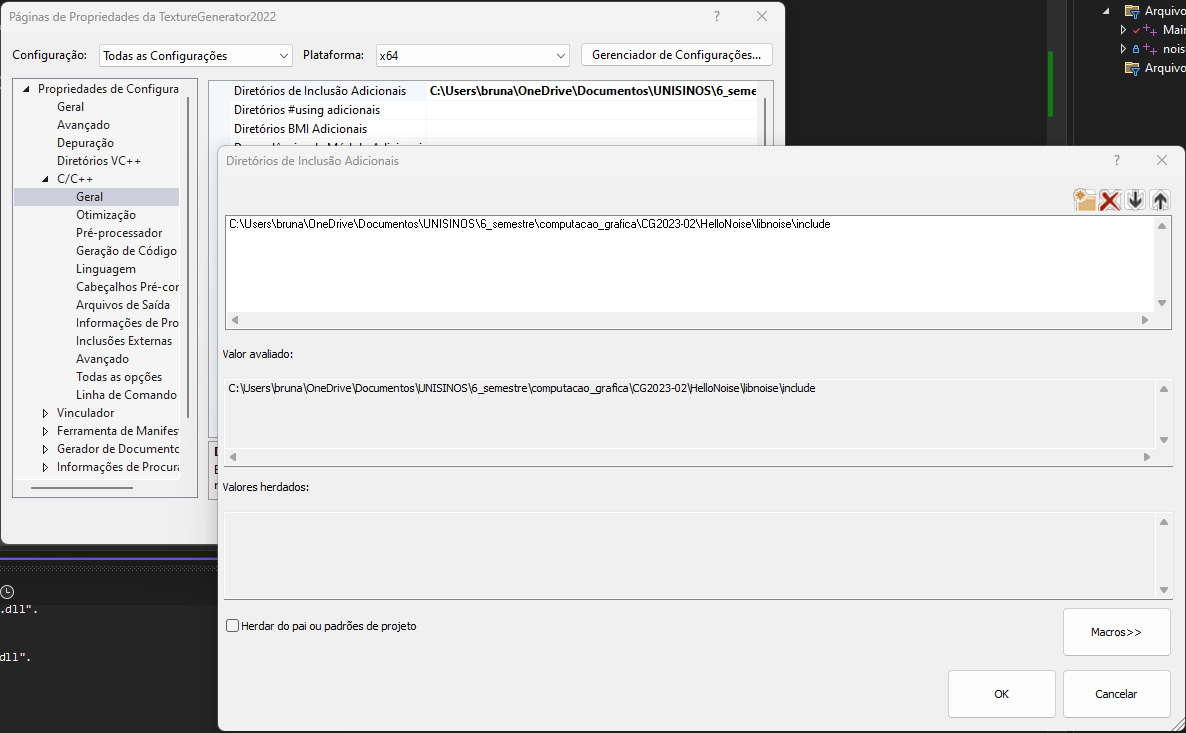 Páginas de Propriedades da TextureGenerator2022
Configuração: Todas as Configurações Plataforma: x64 Gerenciador de Configurações...
Propriedades de Configura
Geral
Avançado
Depuração
Diretórios VC++
C/C++
Geral
Otimização
Pré-processador
Geração de Código
Linguagem
Cabeçalhos Pré-cor
Arquivos de Saída
Informações de Pro
Inclusões Externas
Avançado
Todas as opções
Linha de Comando
Vinculador
Ferramenta de Manifes
Gerador de Documento
Informações de Procura
Diretórios de Inclusão Adicionais C:\Users\bruna\OneDrive\Documentos\UNISINOS\6_seme
Diretórios #using adicionais
Diretórios BMI Adicionais
Diretórios de Inclusão Adicionais
C:\Users\bruna\OneDrive\Documentos\UNISINOS\6_semestre\computacao_grafica\CG2023-02\HelloNoise\libnoise\include
Valor avaliado:
C:\Users\bruna\OneDrive\Documentos\UNISINOS\6_semestre\computacao_grafica\CG2023-02\HelloNoise\libnoise\include
Valores herdados:
Herdar do pai ou padrões de projeto
Macros>>
OK
Cancelar
Arquivo
Main
nois
Arquivo
.dll".
dll".